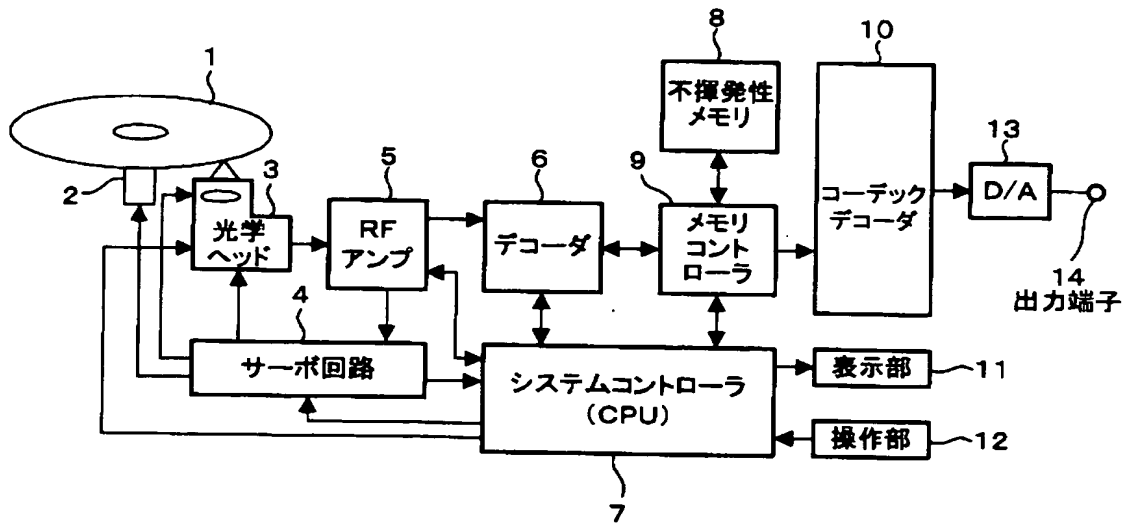 1
2
3
光学
ヘッド
5
RF
アンプ
4
サーボ回路
6
デコーダ
8
不揮発性
メモリ
9
メモリ
コント
ローラ
10
コーデック
デコーダ
13
D/A
14
出力端子
システムコントローラ
(CPU)
7
表示部
11
操作部
12